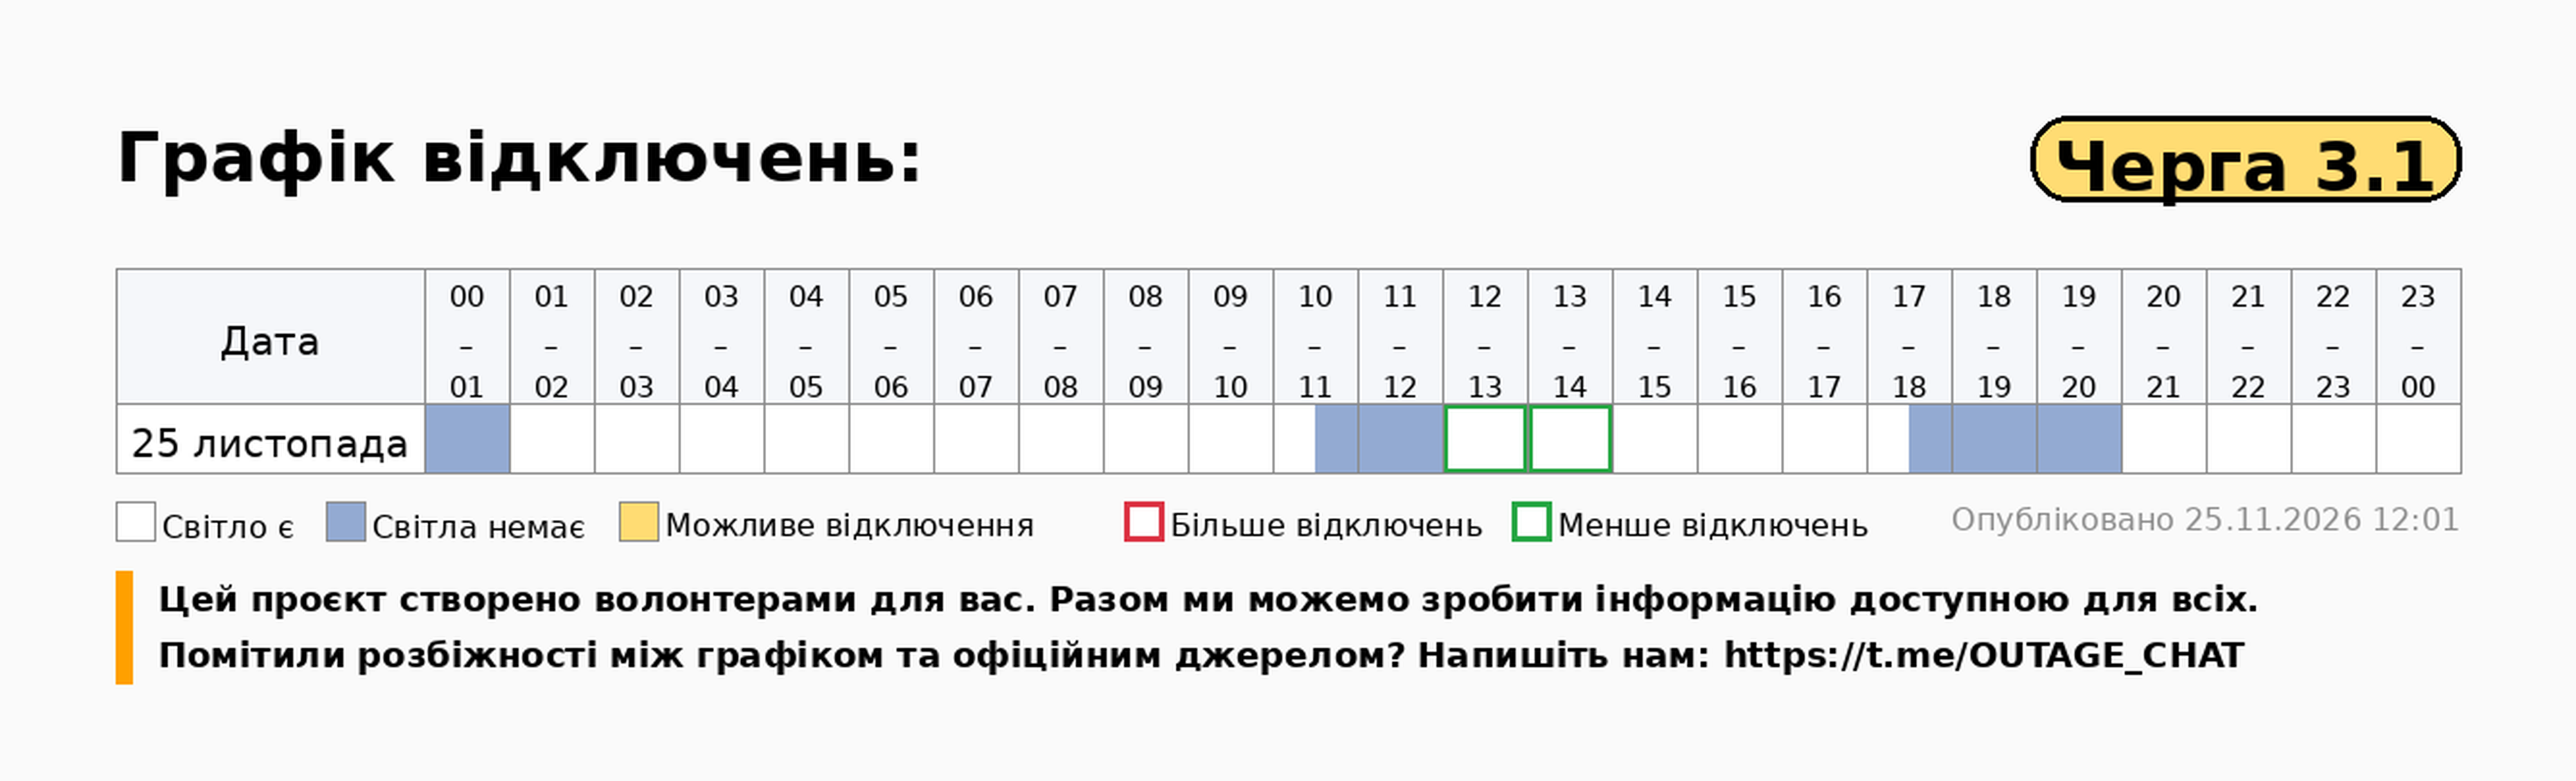 Графік відключень:
Черга 3.1
Дата 00 – 01 01 – 02 02 – 03 03 – 04 04 – 05 05 – 06 06 – 07 07 – 08 08 – 09 09 – 10 10 – 11 11 – 12 12 – 13 13 – 14 14 – 15 15 – 16 16 – 17 17 – 18 18 – 19 19 – 20 20 – 21 21 – 22 22 – 23 23 – 00
25 листопада
Світло є Світла немає Можливе відключення Більше відключень Менше відключень Опубліковано 25.11.2026 12:01
Цей проєкт створено волонтерами для вас. Разом ми можемо зробити інформацію доступною для всіх.
Помітили розбіжності між графіком та офіційним джерелом? Напишіть нам: https://t.me/OUTAGE_CHAT